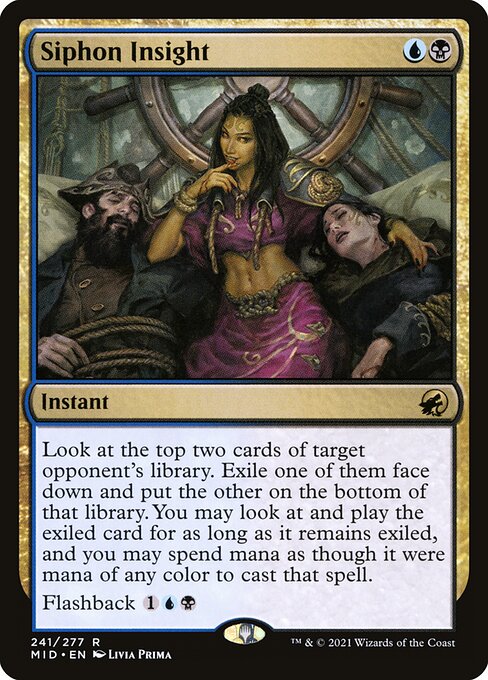 Siphon Insight
Instant
Look at the top two cards of target
opponent's library. Exile one of them face
down and put the other on the bottom of
that library. You may look at and play the
exiled card for as long as it remains exiled,
and you may spend mana as though it were
mana of any color to cast that spell.
Flashback 1
241/277 R
MID • EN Livia Prima
™ & © 2021 Wizards of the Coast